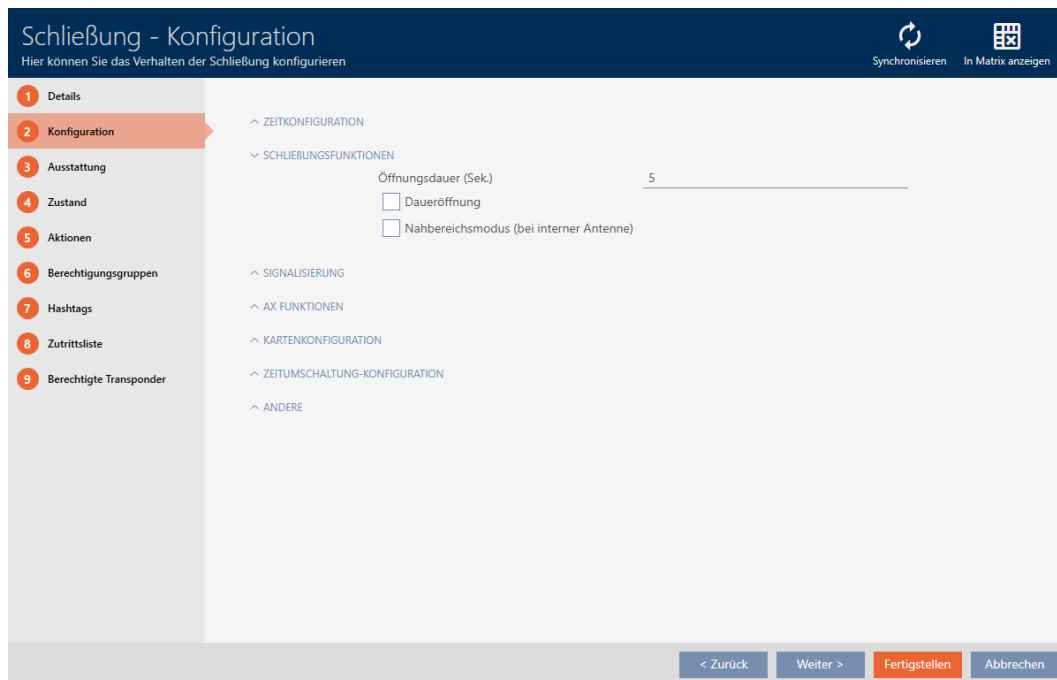 Schließung - Konfiguration
Hier können Sie das Verhalten der Schließung konfigurieren
Synchronisieren
In Matrix anzeigen
1 Details
2 Konfiguration
3 Ausstattung
4 Zustand
5 Aktionen
6 Berechtigungsgruppen
7 Hashtags
8 Zutrittsliste
9 Berechtigte Transponder
ZEITKONFIGURATION
SCHLIEßUNGSFUNKTIONEN
Öffnungsdauer (Sek.) 5
Daueröffnung
Nahbereichsmodus (bei interner Antenne)
SIGNALISIERUNG
AX FUNKTIONEN
KARTENKONFIGURATION
ZEITUMSCHALTUNG-KONFIGURATION
ANDERE
< Zurück
Weiter >
Fertigstellen
Abbrechen